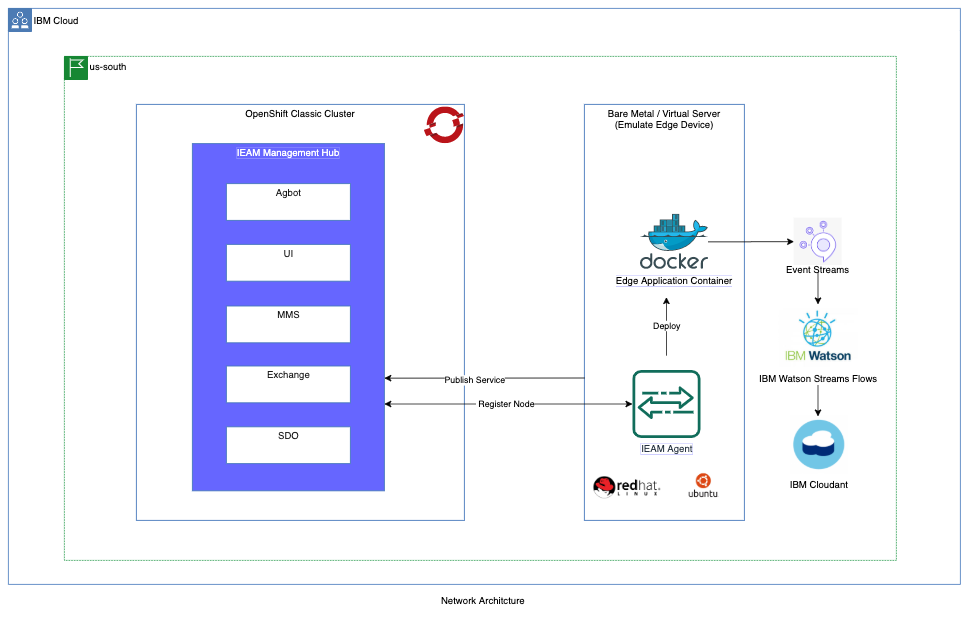 IBM Cloud
us-south
OpenShift Classic Cluster
IEAM Management Hub
Agbot
UI
MMS
Exchange
SDO
Publish Service
Register Node
Bare Metal / Virtual Server
(Emulate Edge Device)
docker
Edge Application Container
Deploy
IEAM Agent
redhat.
LINUX
ubuntu
Event Streams
IBM Watson
IBM Watson Streams Flows
IBM Cloudant
Network Architcture